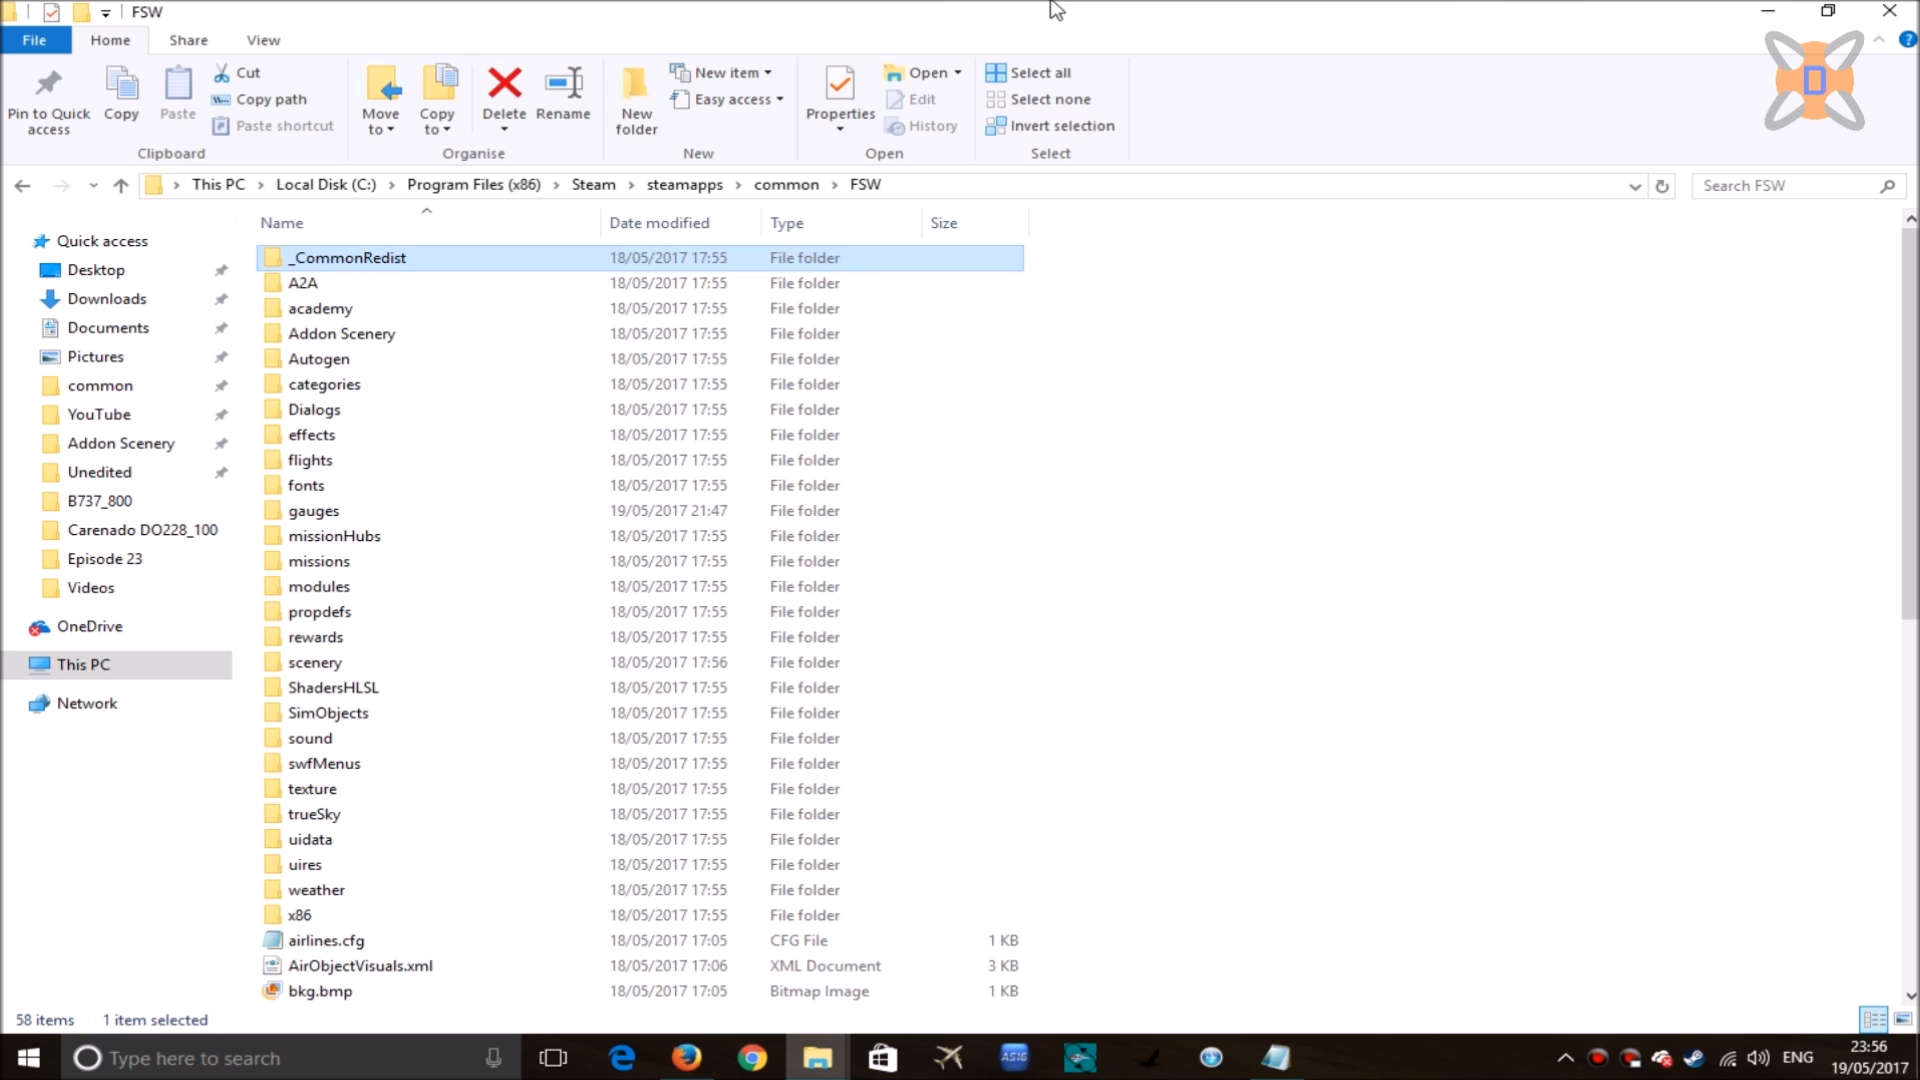 FSW
File Home Share View
Pin to Quick access
Copy
Paste
Cut
Copy path
Paste shortcut
Clipboard
Move to
Copy to
Delete
Rename
Organise
New folder
New item
Easy access
New
Properties
Open
Edit
History
Open
Select all
Select none
Invert selection
Select
D
This PC Local Disk (C:) Program Files (x86) Steam steamapps common FSW
Search FSW
Quick access
Desktop
Downloads
Documents
Pictures
common
YouTube
Addon Scenery
Unedited
B737_800
Carenado DO228_100
Episode 23
Videos
OneDrive
This PC
Network
Name Date modified Type Size
_CommonRedist 18/05/2017 17:55 File folder
A2A 18/05/2017 17:55 File folder
academy 18/05/2017 17:55 File folder
Addon Scenery 18/05/2017 17:55 File folder
Autogen 18/05/2017 17:55 File folder
categories 18/05/2017 17:55 File folder
Dialogs 18/05/2017 17:55 File folder
effects 18/05/2017 17:55 File folder
flights 18/05/2017 17:55 File folder
fonts 18/05/2017 17:55 File folder
gauges 19/05/2017 21:47 File folder
missionHubs 18/05/2017 17:55 File folder
missions 18/05/2017 17:55 File folder
modules 18/05/2017 17:55 File folder
propdefs 18/05/2017 17:55 File folder
rewards 18/05/2017 17:55 File folder
scenery 18/05/2017 17:56 File folder
ShadersHLSL 18/05/2017 17:55 File folder
SimObjects 18/05/2017 17:55 File folder
sound 18/05/2017 17:55 File folder
swfMenus 18/05/2017 17:55 File folder
texture 18/05/2017 17:55 File folder
trueSky 18/05/2017 17:55 File folder
uidata 18/05/2017 17:55 File folder
uires 18/05/2017 17:55 File folder
weather 18/05/2017 17:55 File folder
x86 18/05/2017 17:55 File folder
airlines.cfg 18/05/2017 17:05 CFG File 1 KB
AirObjectVisuals.xml 18/05/2017 17:06 XML Document 3 KB
bkg.bmp 18/05/2017 17:05 Bitmap Image 1 KB
58 items 1 item selected
Type here to search
AS16
ENG
23:56
19/05/2017